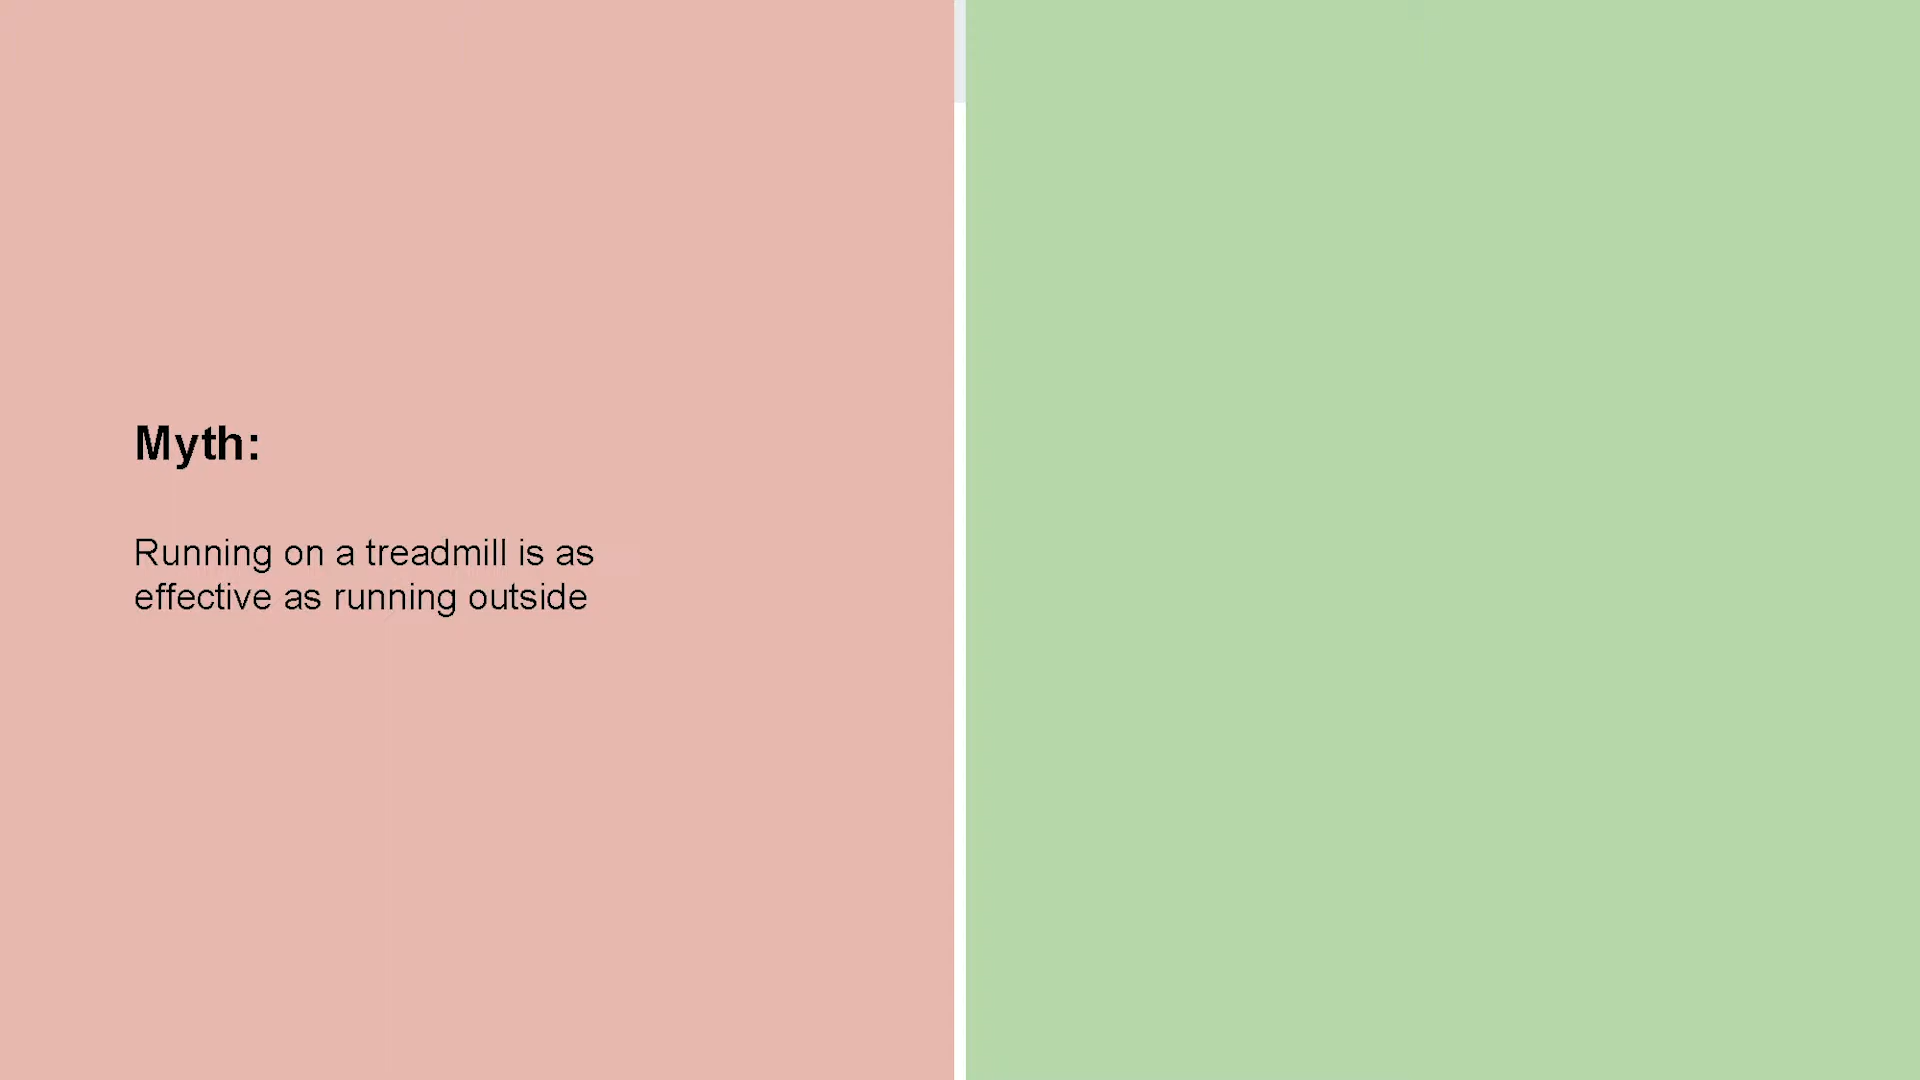 Myth:
Running on a treadmill is as
effective as running outside